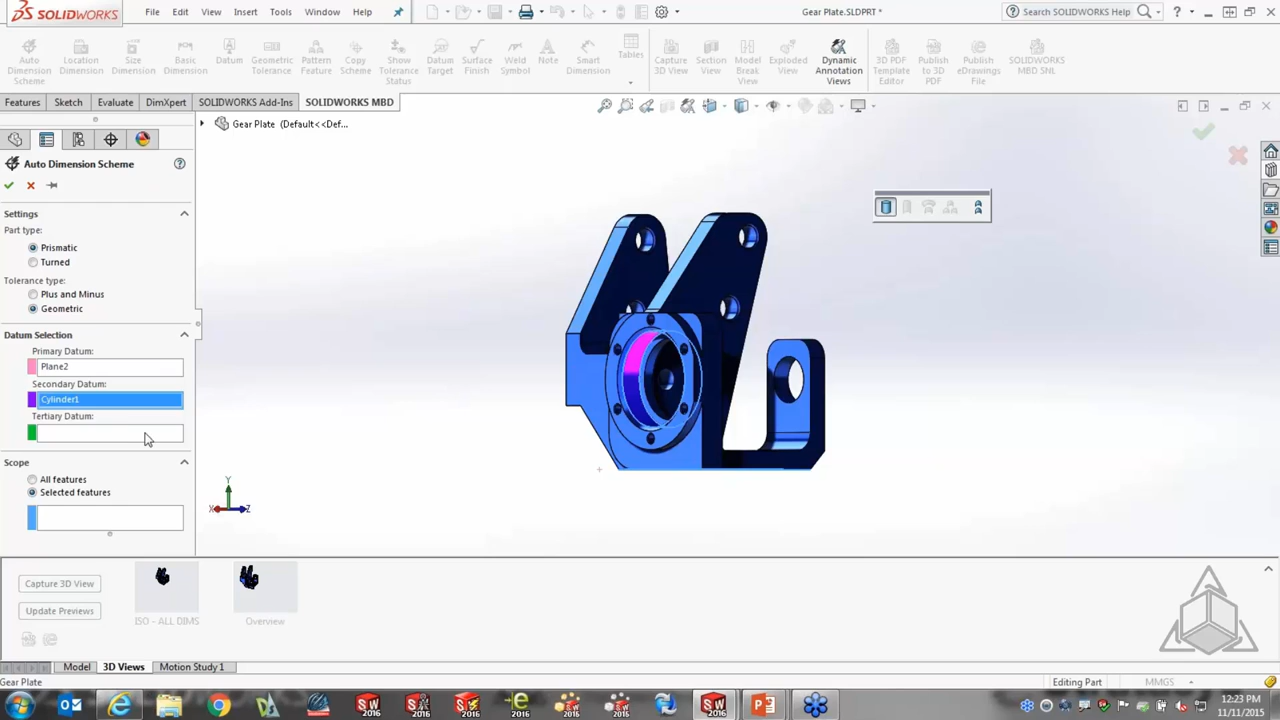 SOLIDWORKS File Edit View Insert Tools Window Help Gear Plate.SLDPRT * Search SOLIDWORKS Help
Auto Dimension Scheme
Location Dimension
Size Dimension
Basic Dimension
Datum
Geometric Tolerance
Pattern Feature
Copy Scheme
Show Tolerance Status
Datum Target
Surface Finish
Weld Symbol
Note
Tables
Smart Dimension
Capture 3D View
Section View
Model Break View
Exploded View
Dynamic Annotation Views
3D PDF Template Editor
Publish to 3D PDF
Publish eDrawings File
SOLIDWORKS MBD SNL
Features Sketch Evaluate DimXpert SOLIDWORKS Add-Ins SOLIDWORKS MBD
Gear Plate (Default<<Def...
Auto Dimension Scheme
Settings
Part type:
Prismatic
Turned
Tolerance type:
Plus and Minus
Geometric
Datum Selection
Primary Datum:
Plane2
Secondary Datum:
Cylinder1
Tertiary Datum:
Scope
All features
Selected features
Y
X Z
Capture 3D View
Update Previews
ISO - ALL DIMS Overview
Model 3D Views Motion Study 1
Gear Plate Editing Part MMGS
2016 2016 2016 2016 2016 2016 2016
12:23 PM
11/11/2015